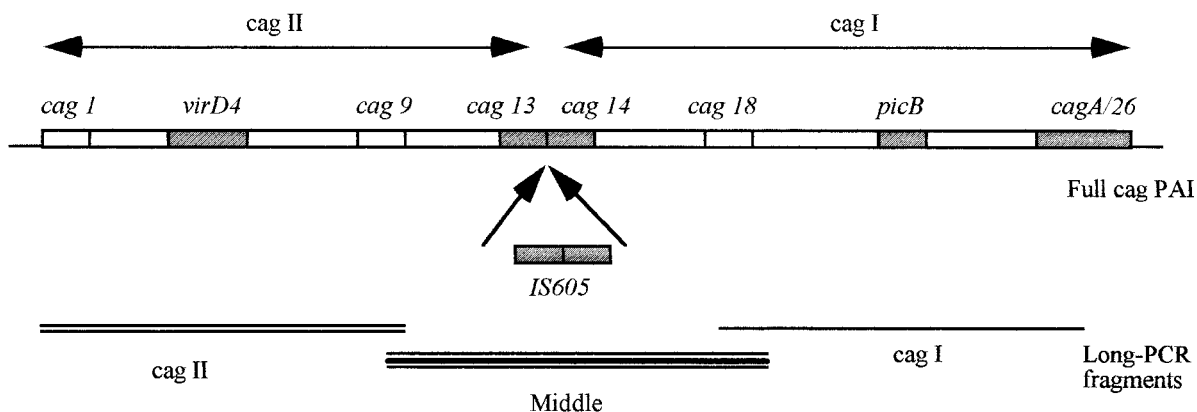 cag II
cag I
cag 1 virD4 cag 9 cag 13 cag 14 cag 18 picB cagA/26
Full cag PAI
IS605
cag II
cag I
Long-PCR
fragments
Middle